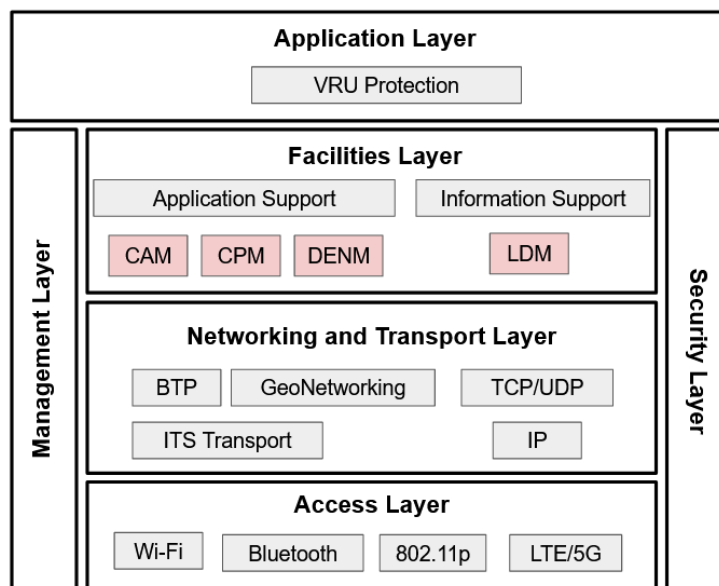 Application Layer
VRU Protection
Management Layer
Facilities Layer
Application Support
Information Support
CAM
CPM
DENM
LDM
Networking and Transport Layer
BTP
GeoNetworking
TCP/UDP
ITS Transport
IP
Access Layer
Wi-Fi
Bluetooth
802.11p
LTE/5G
Security Layer